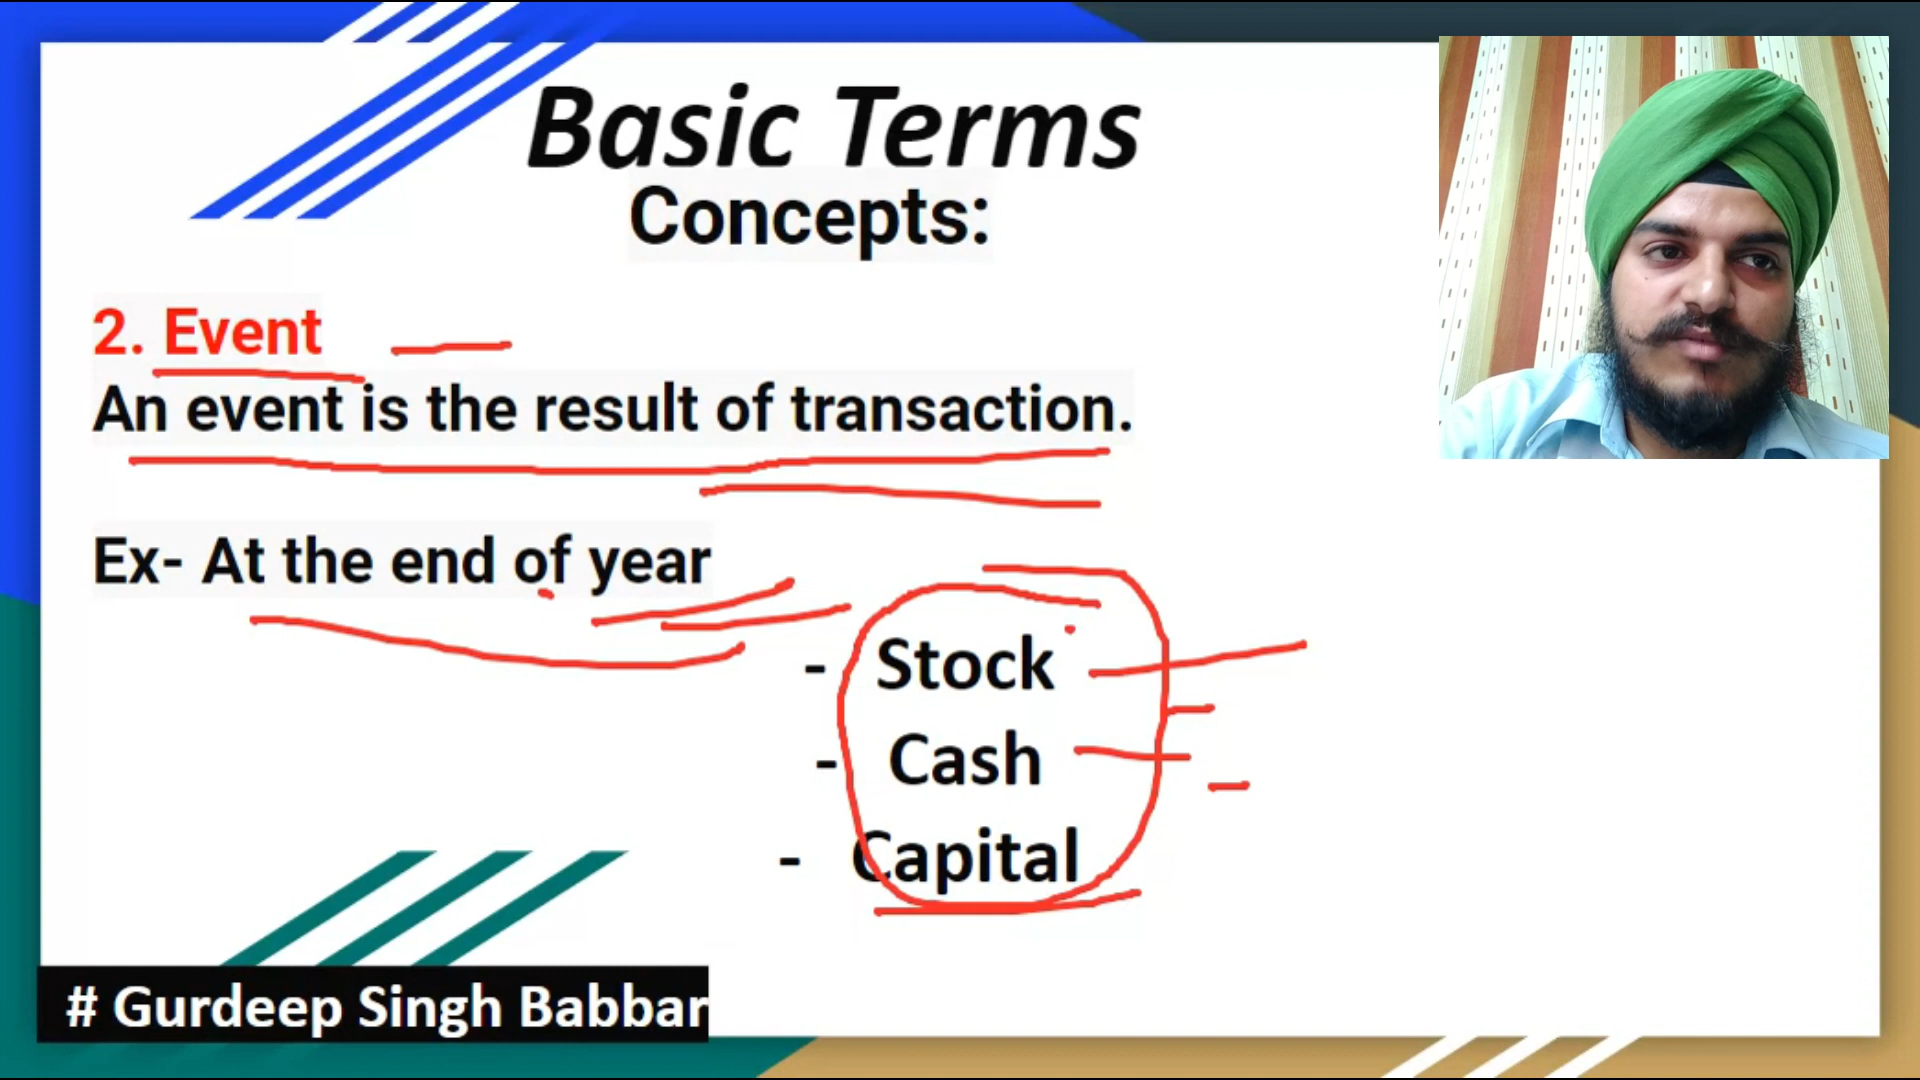 Basic Terms
Concepts:
2. Event
An event is the result of transaction.
Ex- At the end of year
- Stock
- Cash
- Capital
# Gurdeep Singh Babbar